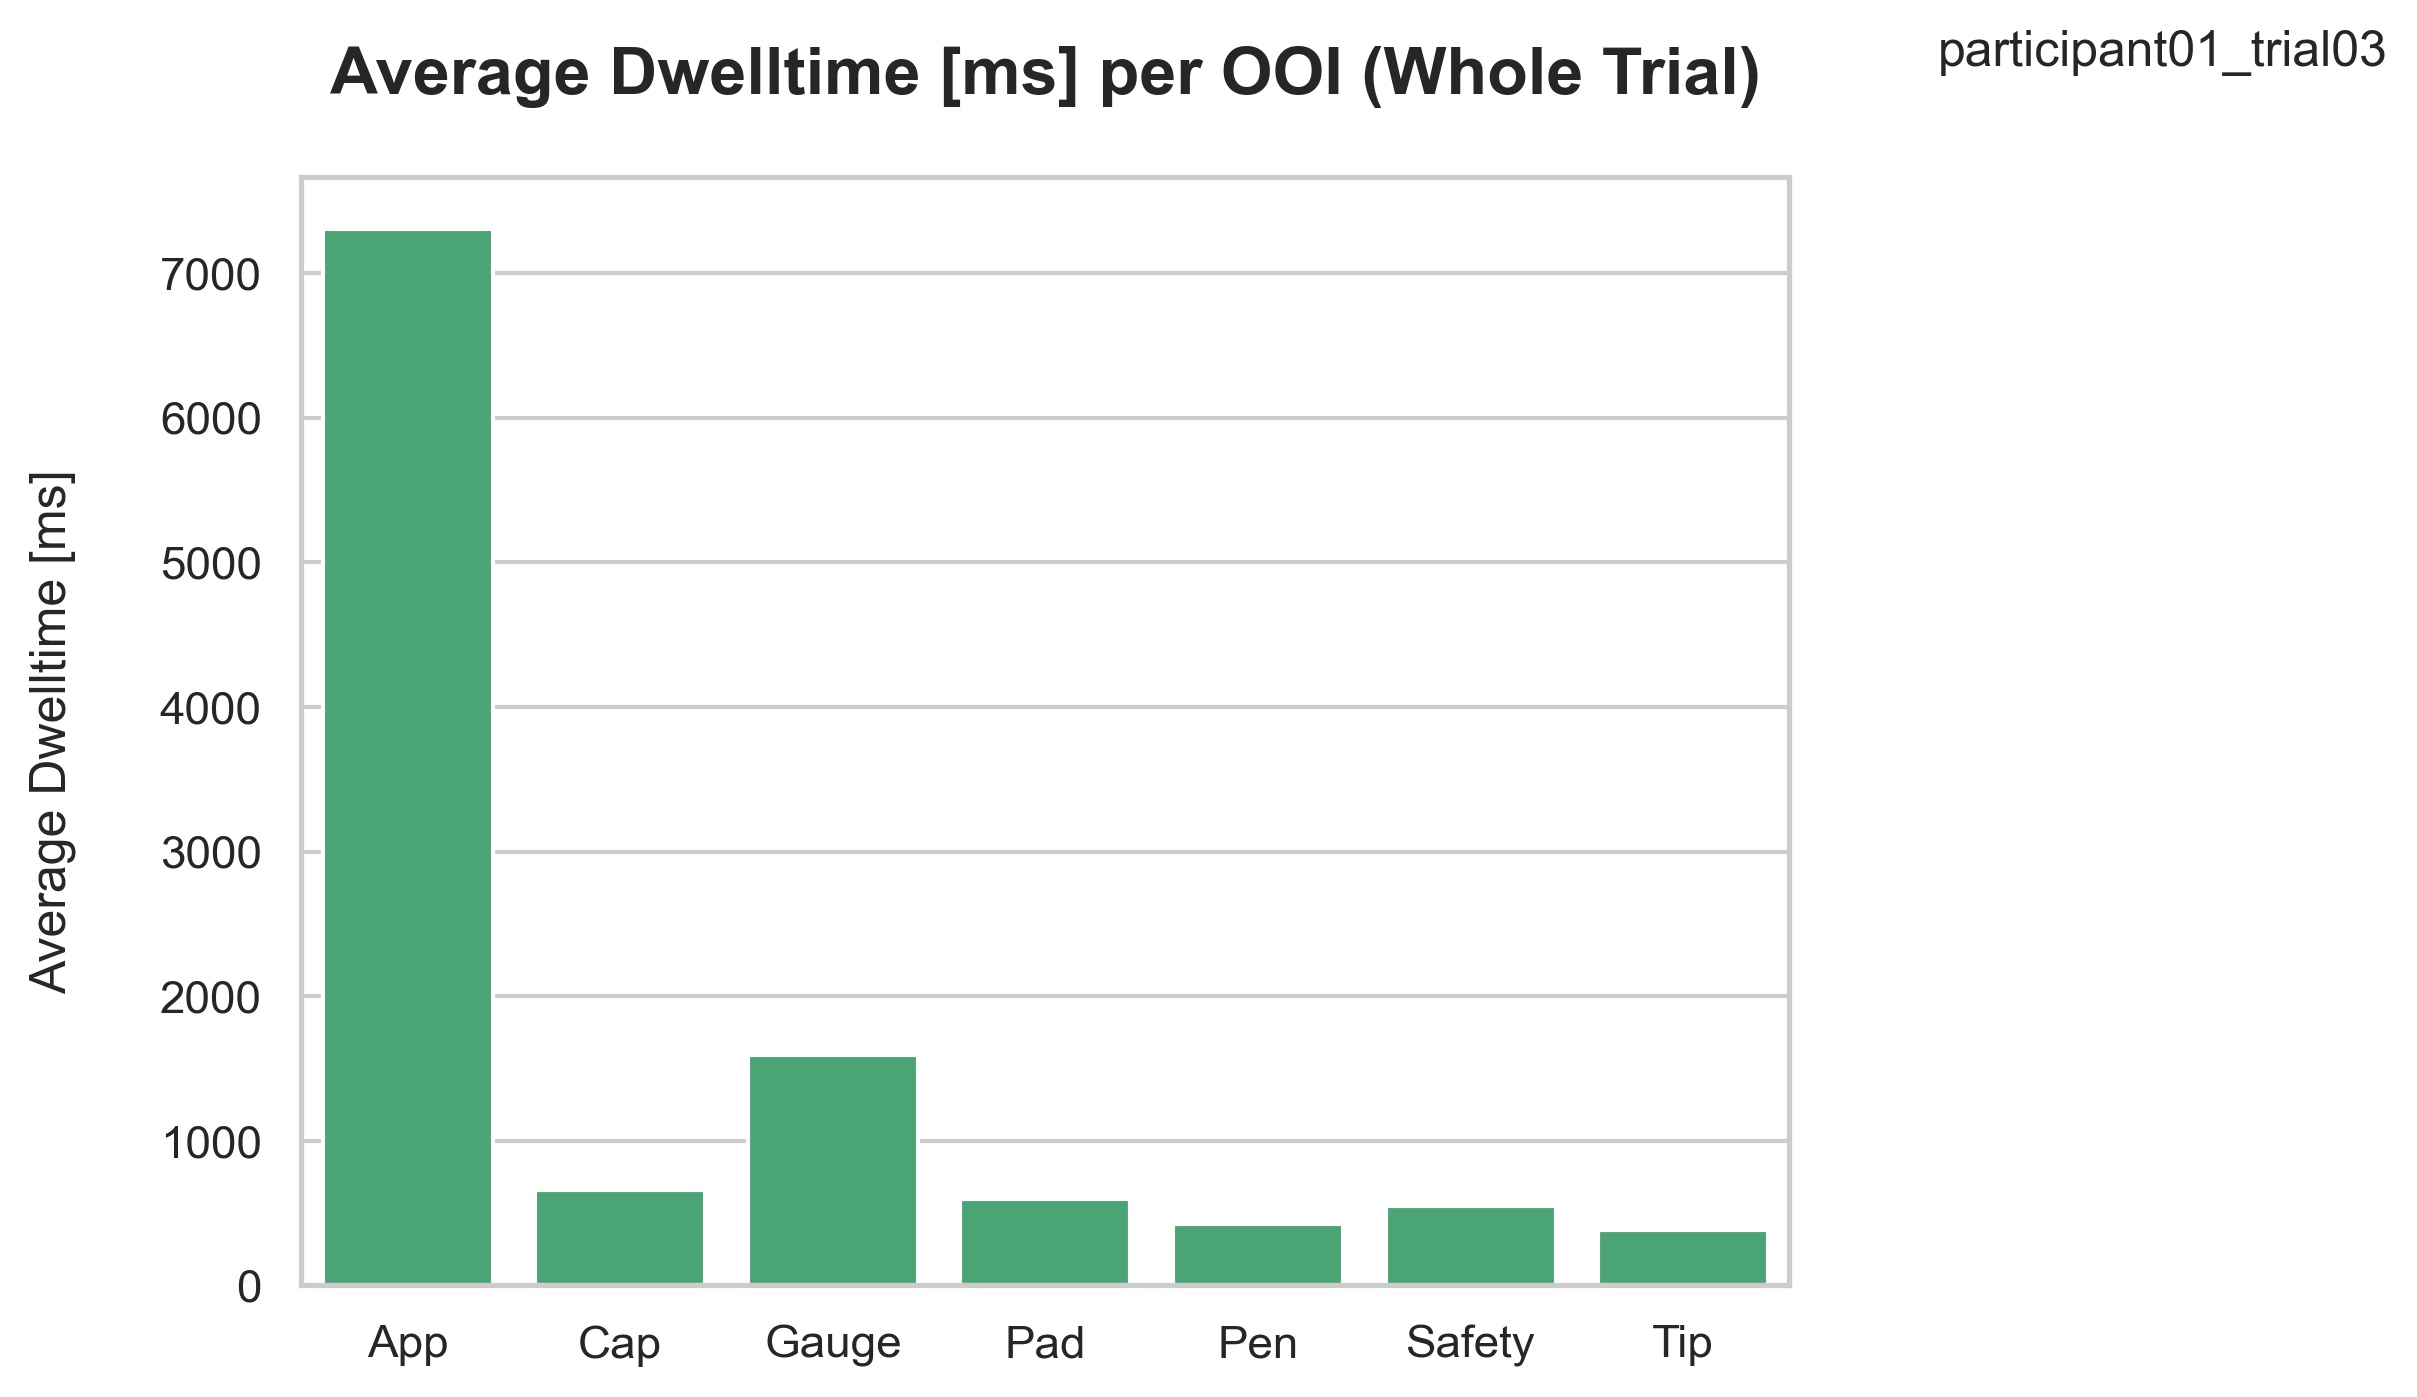 Average Dwelltime [ms] per OOI (Whole Trial)
participant01_trial03
Average Dwelltime [ms]
7000
6000
5000
4000
3000
2000
1000
0
App Cap Gauge Pad Pen Safety Tip